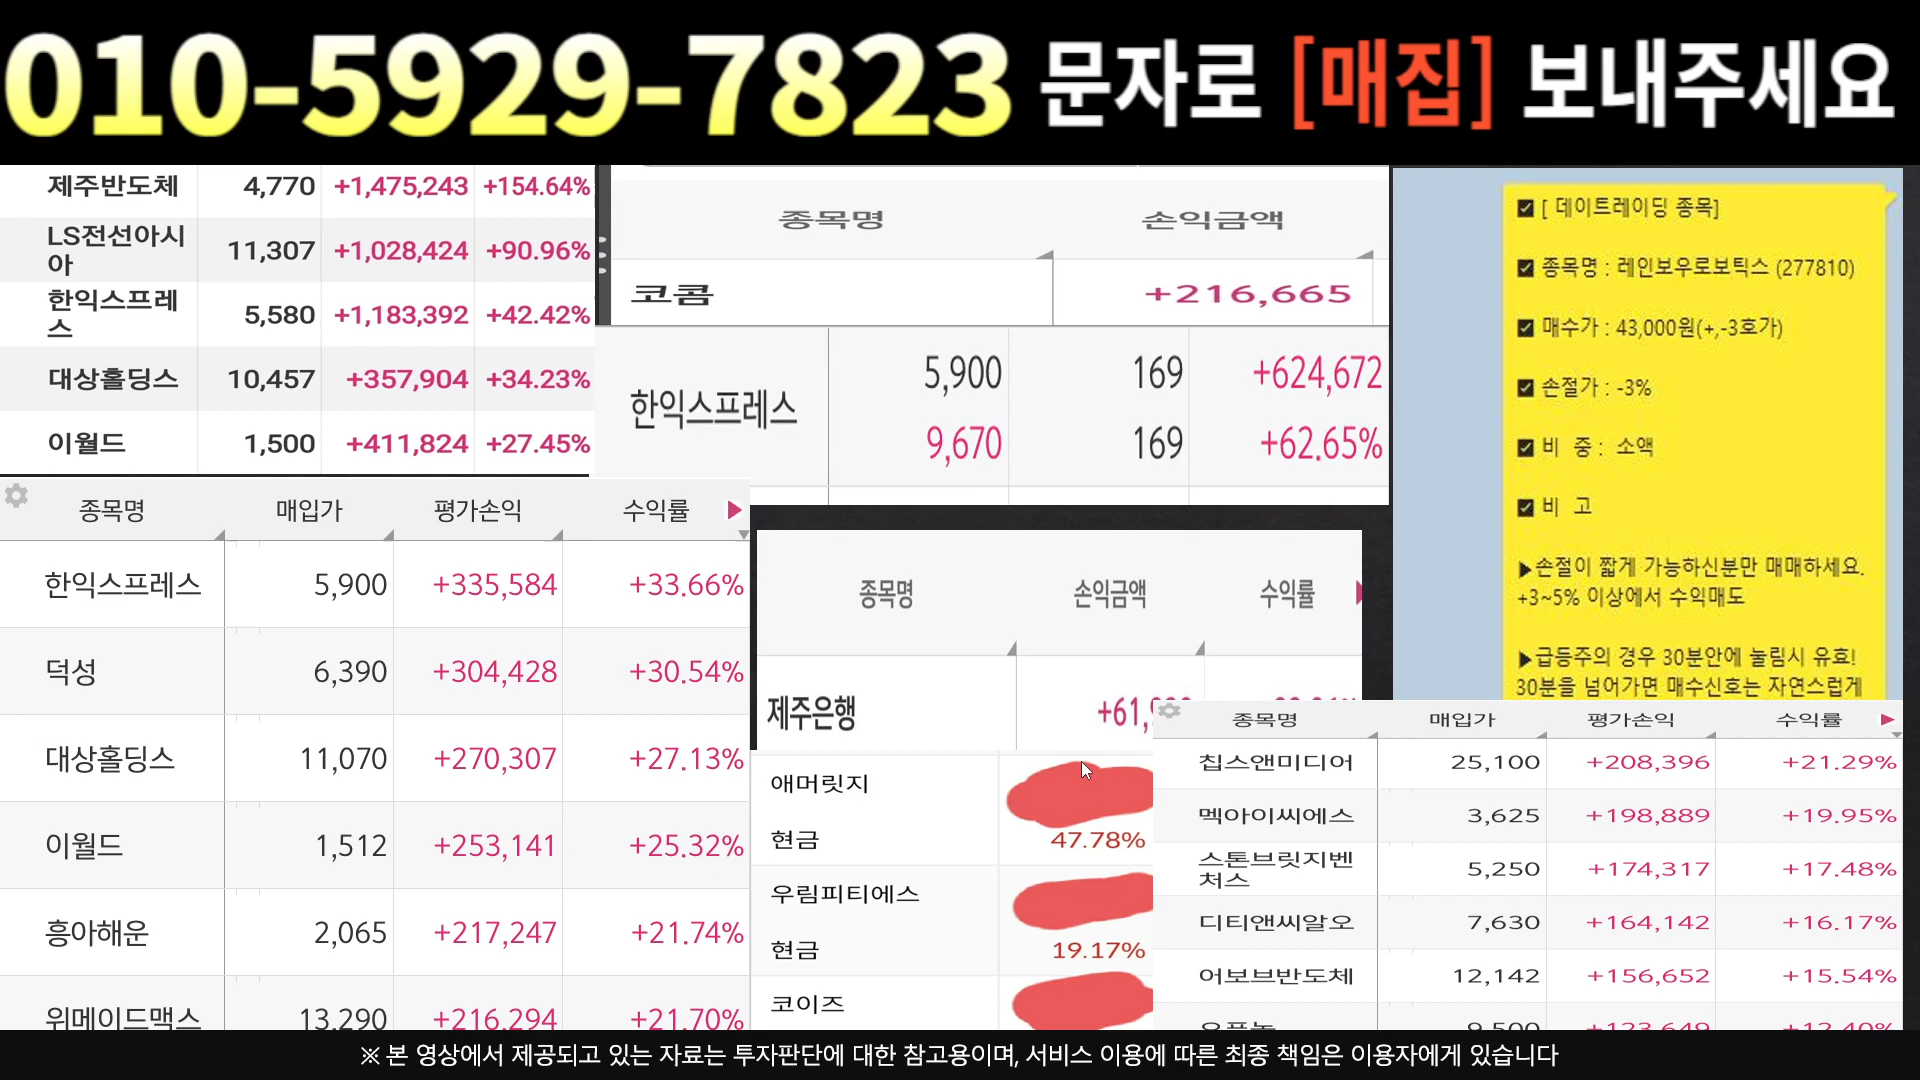 010-5929-7823 문자로 [매집] 보내주세요
제주반도체 4,770 +1,475,243 +154.64%
LS전선아시
아 11,307 +1,028,424 +90.96%
한익스프레
스 5,580 +1,183,392 +42.42%
대상홀딩스 10,457 +357,904 +34.23%
이월드 1,500 +411,824 +27.45%
종목명 손익금액
코콤 +216,665
한익스프레스 5,900 169 +624,672
9,670 169 +62.65%
☑ [ 데이트레이딩 종목]
☑ 종목명 : 레인보우로보틱스 (277810)
☑ 매수가 : 43,000원(+,-3호가)
☑ 손절가 : -3%
☑ 비 중 : 소액
☑ 비 고
▶손절이 짧게 가능하신분만 매매하세요.
+3~5% 이상에서 수익매도
▶급등주의 경우 30분안에 눌림시 유효!
30분을 넘어가면 매수신호는 자연스럽게
종목명 매입가 평가손익 수익률
한익스프레스 5,900 +335,584 +33.66%
덕성 6,390 +304,428 +30.54%
대상홀딩스 11,070 +270,307 +27.13%
이월드 1,512 +253,141 +25.32%
흥아해운 2,065 +217,247 +21.74%
위메이드맥스 13,290 +216,294 +21.70%
종목명 손익금액 수익률
제주은행
애머릿지
현금 47.78%
우림피티에스
현금 19.17%
코이즈
종목명 매입가 평가손익 수익률
칩스앤미디어 25,100 +208,396 +21.29%
멕아이씨에스 3,625 +198,889 +19.95%
스톤브릿지벤
처스 5,250 +174,317 +17.48%
디티앤씨알오 7,630 +164,142 +16.17%
어보브반도체 12,142 +156,652 +15.54%
※ 본 영상에서 제공되고 있는 자료는 투자판단에 대한 참고용이며, 서비스 이용에 따른 최종 책임은 이용자에게 있습니다